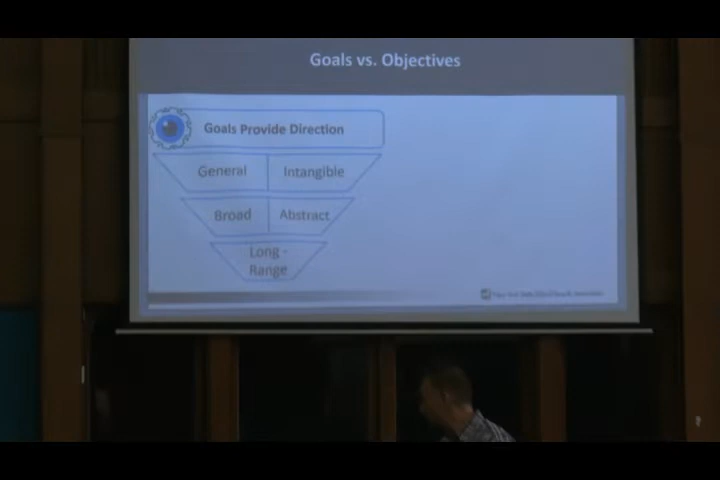 Goals vs. Objectives
Goals Provide Direction
General Intangible
Broad Abstract
Long -
Range